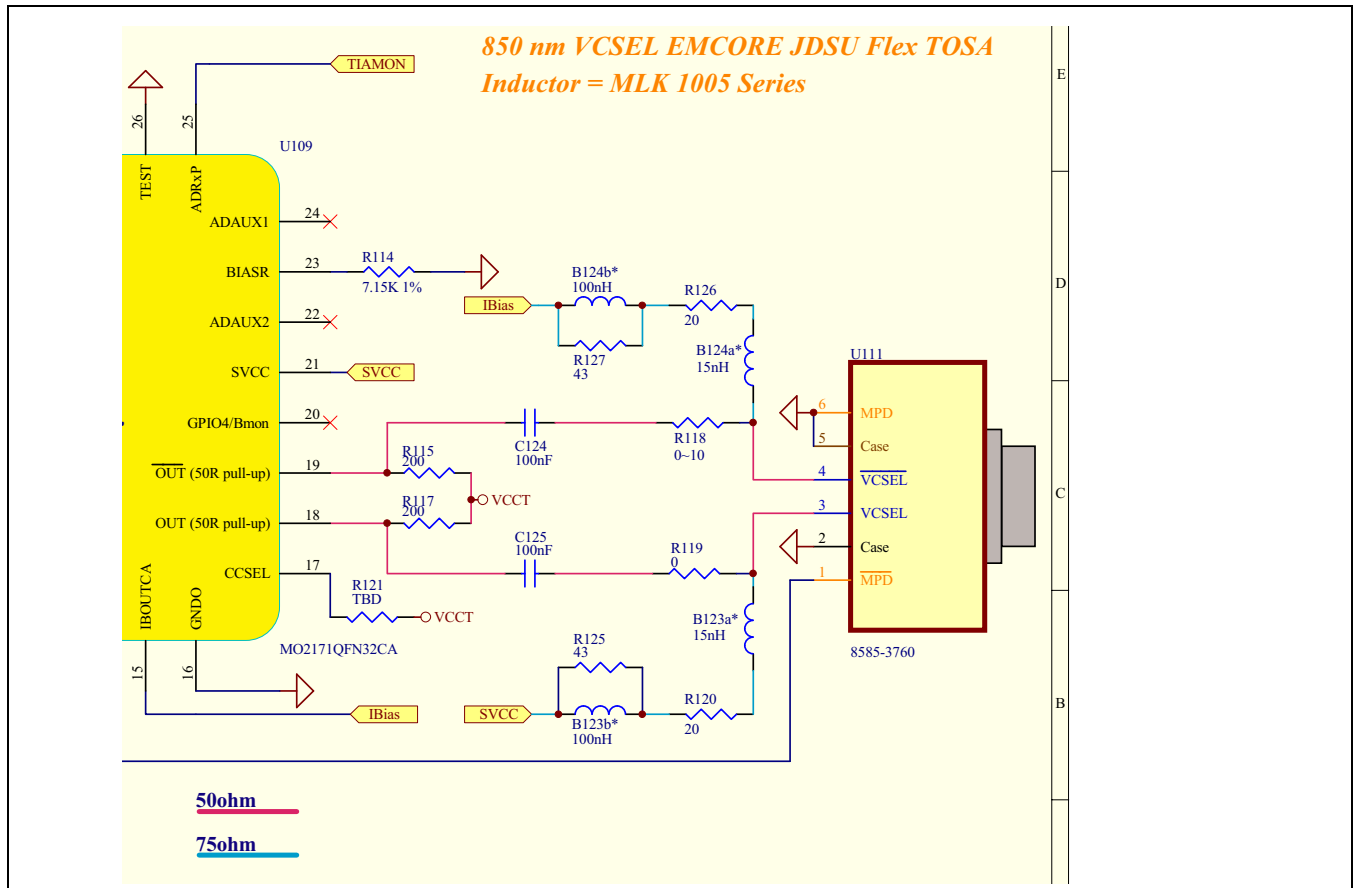 850 nm VCSEL EMCORE JDSU Flex TOSA
Inductor = MLK 1005 Series
E
TIAMON
26
25
U109
TEST
ADRxP
ADAUX1
24
BIASR
23
R114
7.15K 1%
D
B124b*
100nH
R126
20
IBias
ADAUX2
22
R127
43
B124a*
15nH
U111
SVCC
21
SVCC
6
MPD
GPIO4/Bmon
20
C124
100nF
R118
0~10
5
Case
OUT (50R pull-up)
19
R115
200
4
VCSEL
C
VCCT
3
VCSEL
OUT (50R pull-up)
18
R117
200
C125
100nF
R119
0
2
Case
CCSEL
17
R121
TBD
VCCT
1
MPD
IBOUTCA
GNDO
B123a*
15nH
MO2171QFN32CA
R125
43
8585-3760
15
16
R120
20
B
IBias
SVCC
B123b*
100nH
50ohm
75ohm